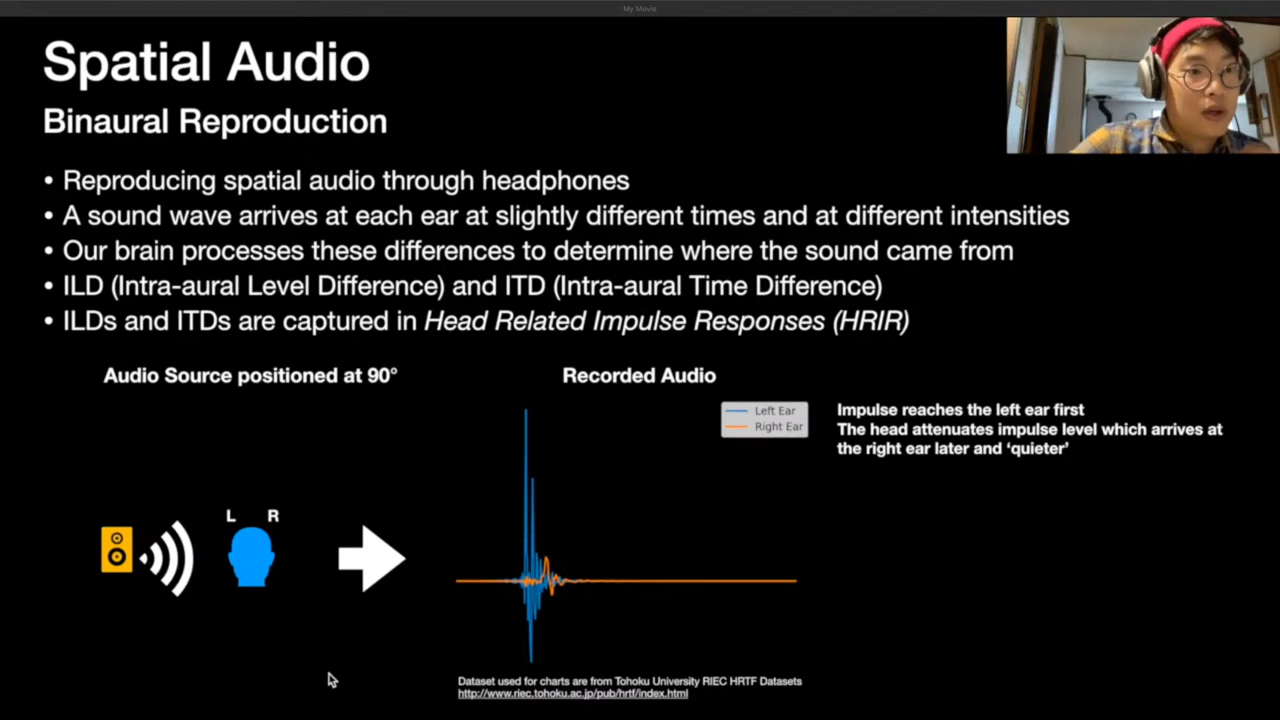 My Movie
Spatial Audio
Binaural Reproduction
• Reproducing spatial audio through headphones
• A sound wave arrives at each ear at slightly different times and at different intensities
• Our brain processes these differences to determine where the sound came from
• ILD (Intra-aural Level Difference) and ITD (Intra-aural Time Difference)
• ILDs and ITDs are captured in Head Related Impulse Responses (HRIR)
Audio Source positioned at 90°
Recorded Audio
Left Ear
Right Ear
Impulse reaches the left ear first
The head attenuates impulse level which arrives at
the right ear later and ‘quieter’
L R
Dataset used for charts are from Tohoku University RIEC HRTF Datasets
http://www.riec.tohoku.ac.jp/pub/hrtf/index.html